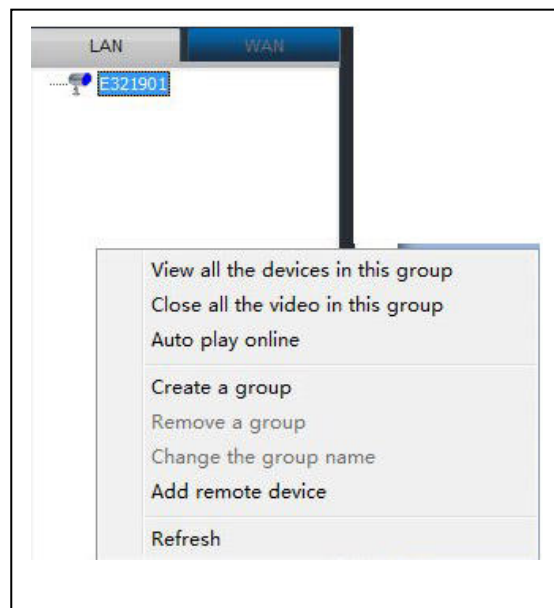 LAN WAN
E321901
View all the devices in this group
Close all the video in this group
Auto play online
Create a group
Remove a group
Change the group name
Add remote device
Refresh